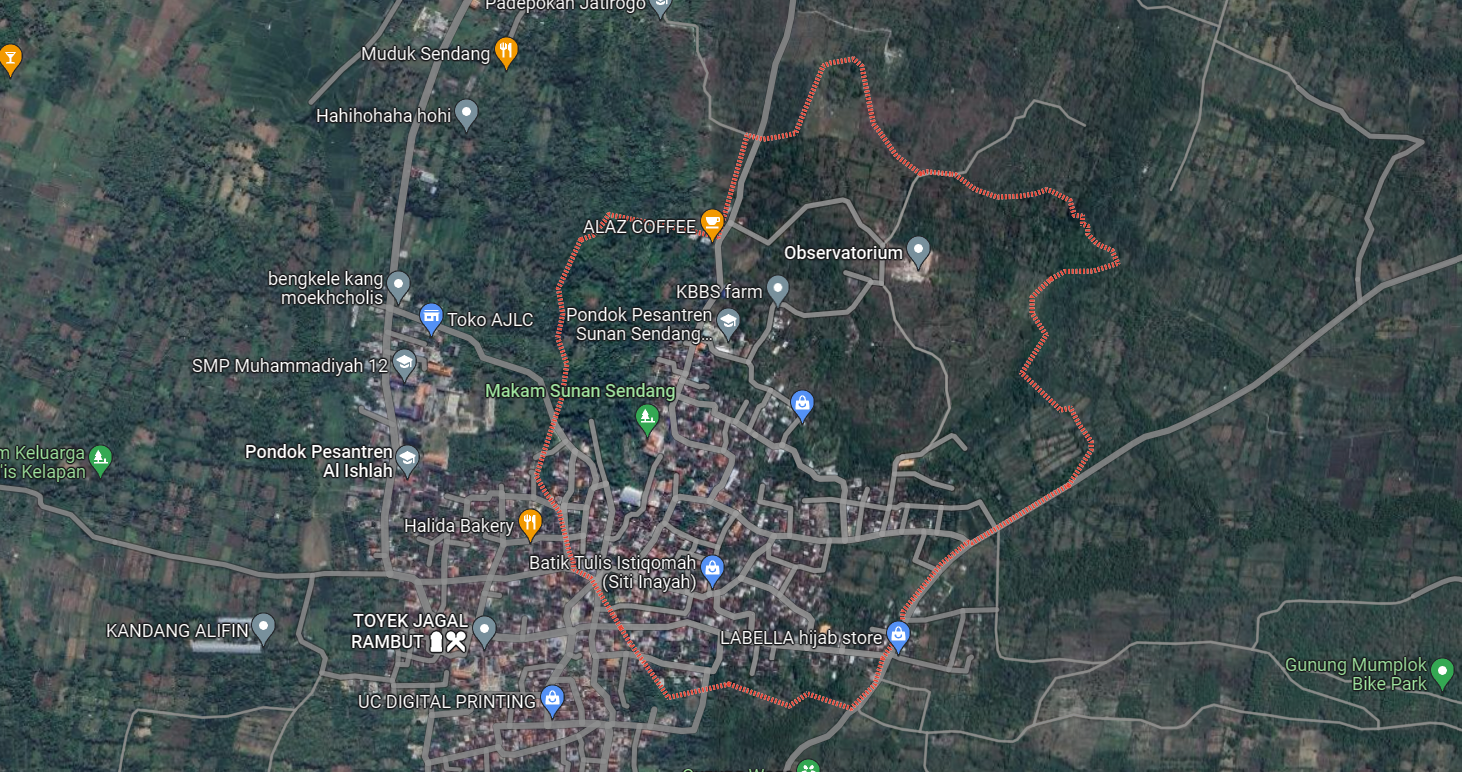 Padepokan Jatirogo
Muduk Sendang
Hahihohaha hohi
ALAZ COFFEE
Observatorium
bengkele kang
moekhcholis
KBBS farm
Toko AJLC
Pondok Pesantren
Sunan Sendang...
SMP Muhammadiyah 12
Makam Sunan Sendang
m Keluarga
'is Kelapan
Pondok Pesantren
Al Ishlah
Halida Bakery
Batik Tulis Istiqomah
(Siti Inayah)
KANDANG ALIFIN
TOYEK JAGAL
RAMBUT
LABELLA hijab store
Gunung Mumplok
Bike Park
UC DIGITAL PRINTING